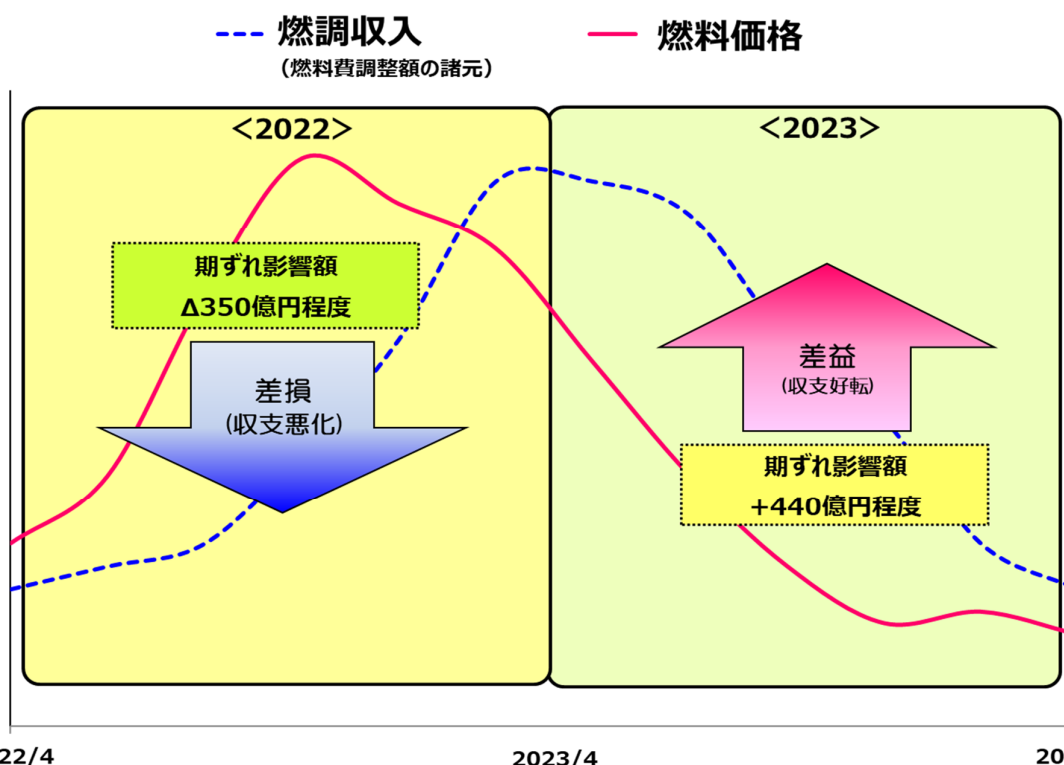 燃調収入
(燃料費調整額の諸元)
燃料価格
<2022>
<2023>
期ずれ影響額
Δ350億円程度
差損
(収支悪化)
差益
(収支好転)
期ずれ影響額
+440億円程度
22/4
2023/4
20